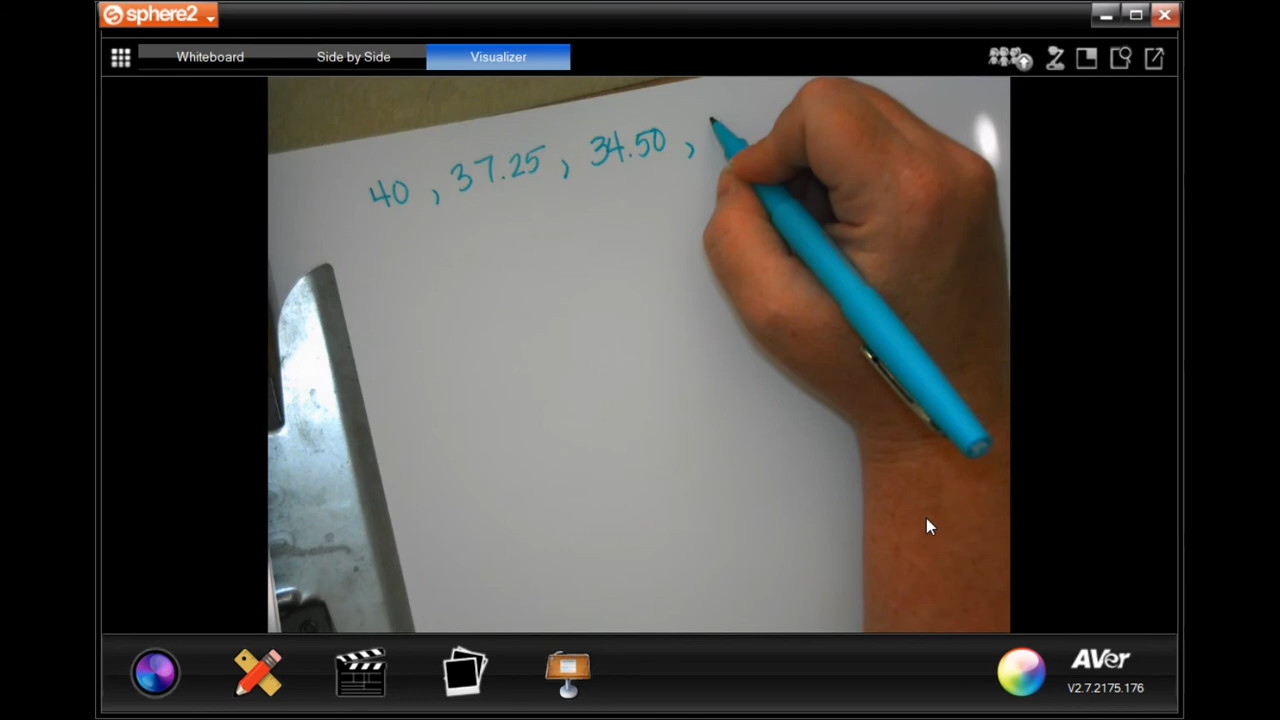 sphere2
Whiteboard Side by Side Visualizer
40 , 37.25 , 34.50 ,
AVer
V2.7.2175.176